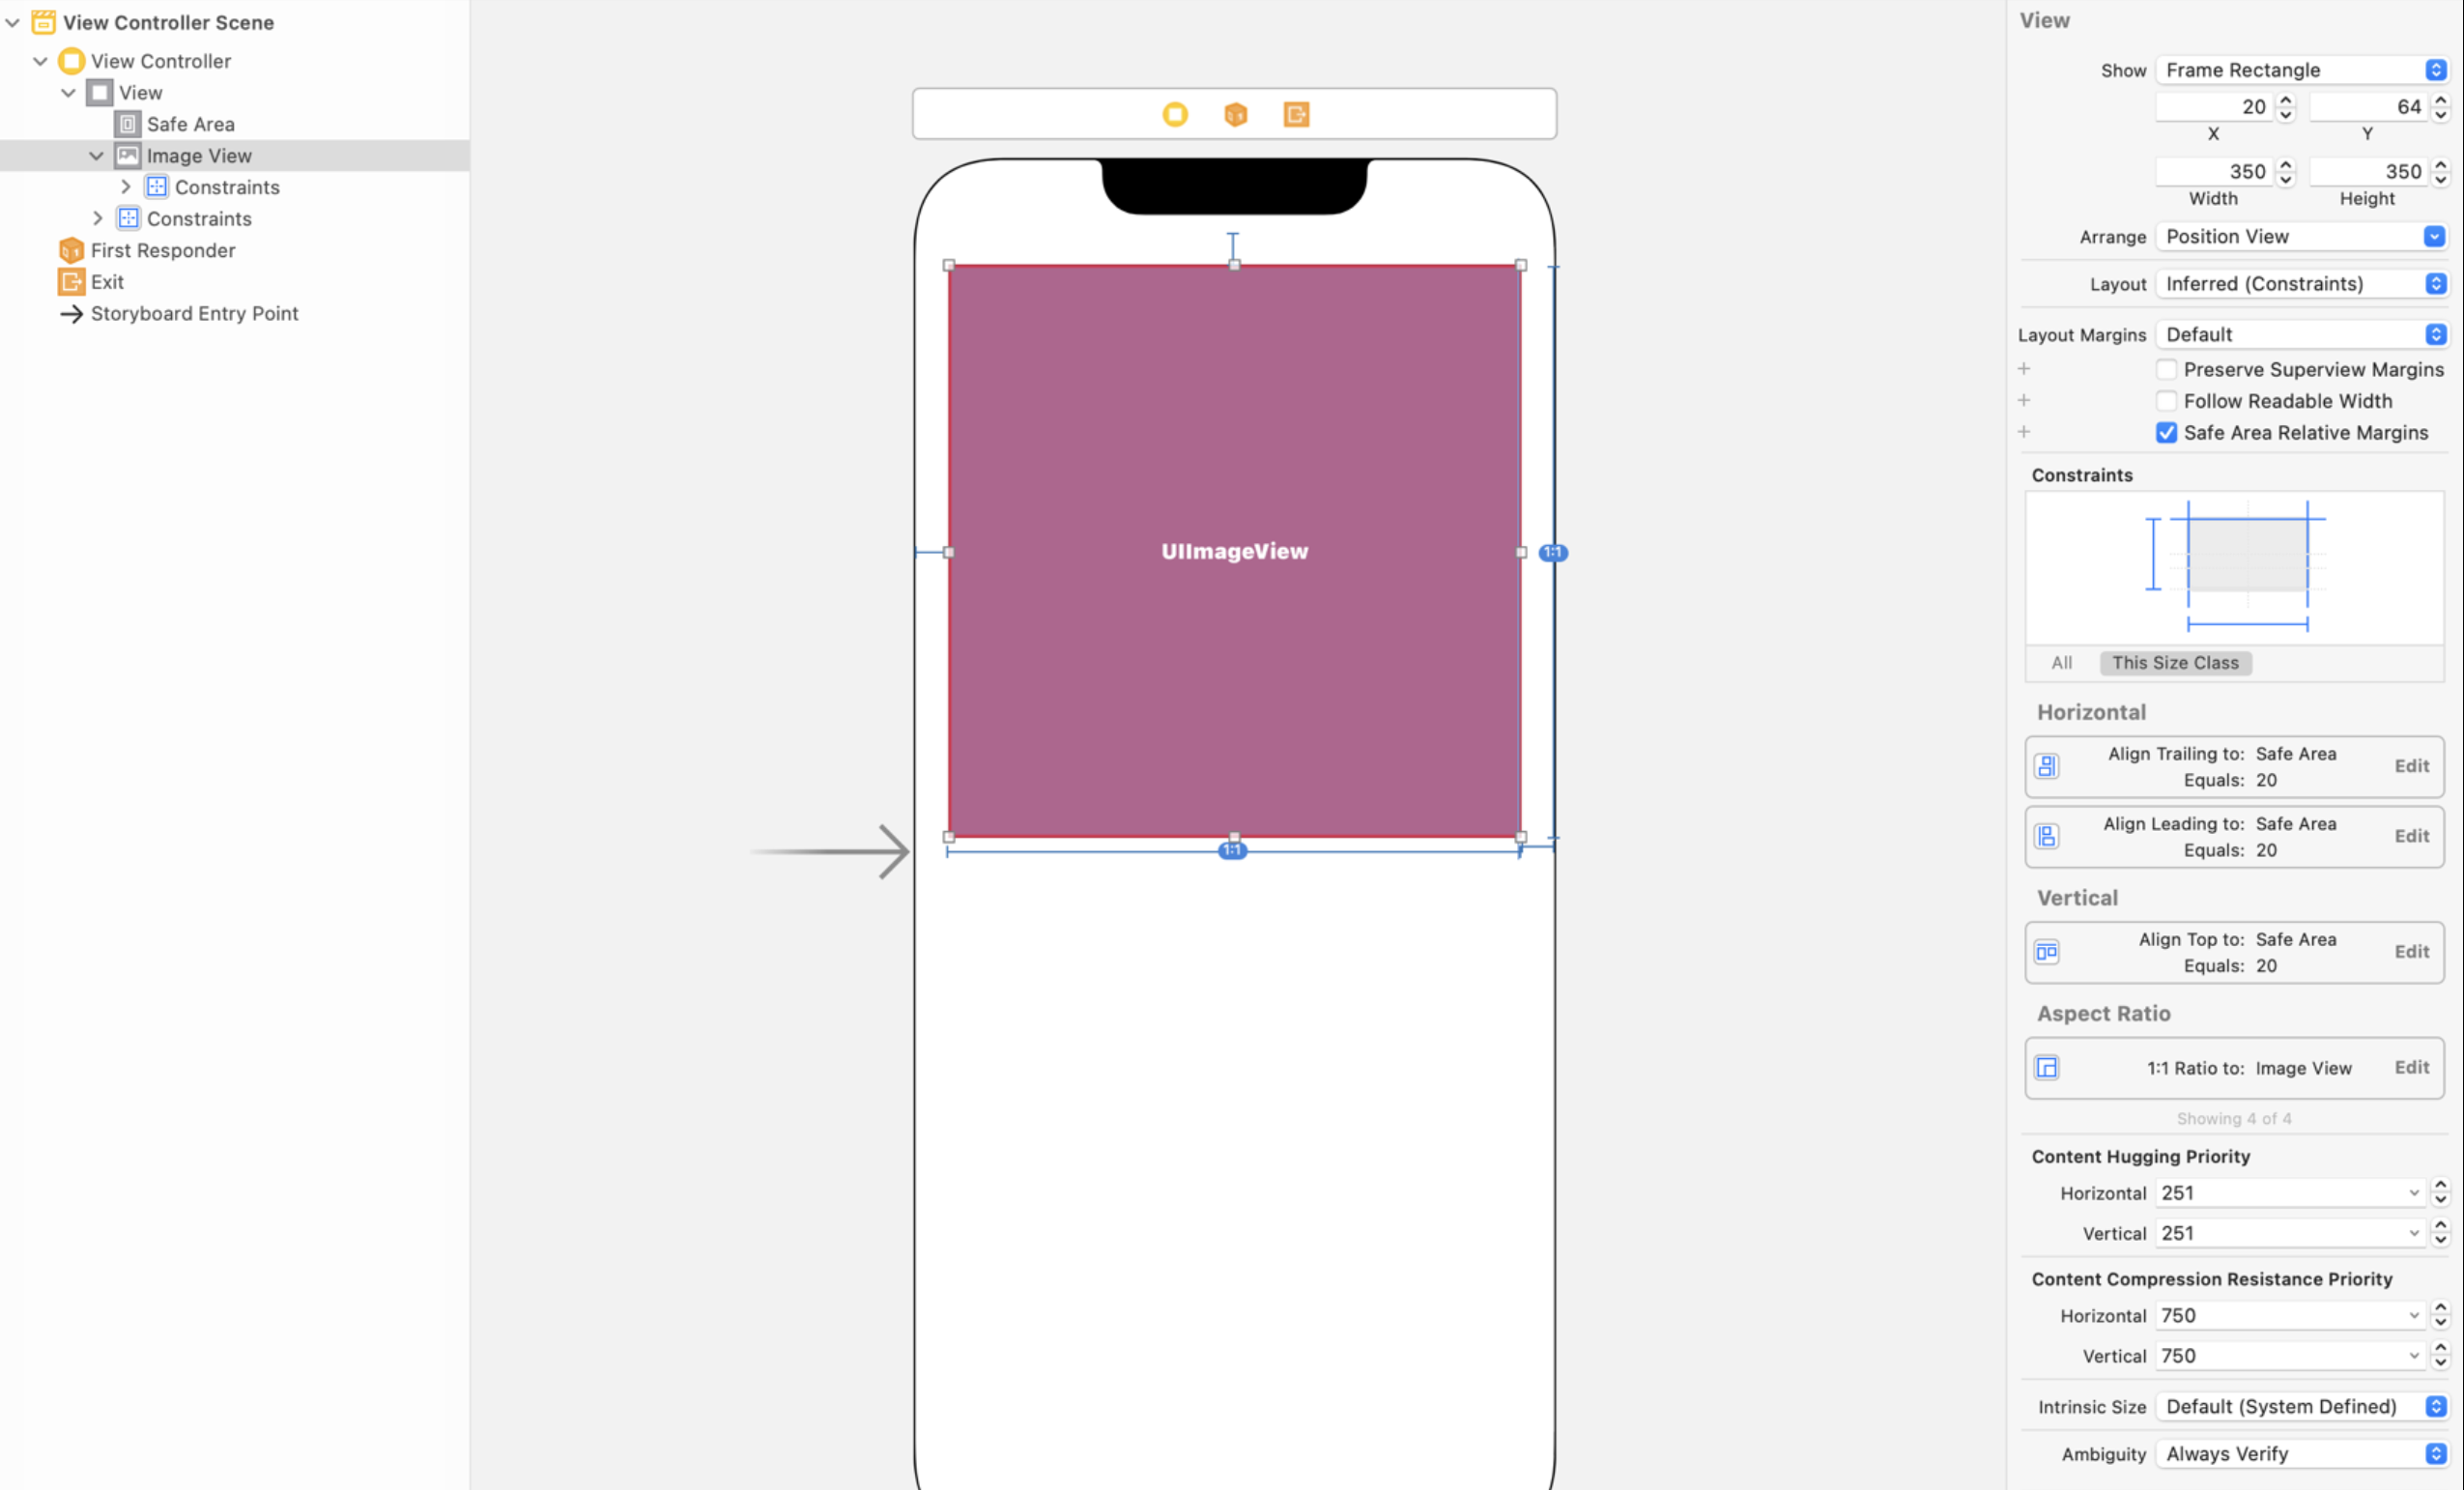 View Controller Scene
View Controller
View
Safe Area
Image View
Constraints
Constraints
First Responder
Exit
Storyboard Entry Point
UIImageView
1:1
1:1
View
Show Frame Rectangle
20 64
X Y
350 350
Width Height
Arrange Position View
Layout Inferred (Constraints)
Layout Margins Default
+ Preserve Superview Margins
+ Follow Readable Width
+ Safe Area Relative Margins
Constraints
All This Size Class
Horizontal
Align Trailing to: Safe Area Edit
Equals: 20
Align Leading to: Safe Area Edit
Equals: 20
Vertical
Align Top to: Safe Area Edit
Equals: 20
Aspect Ratio
1:1 Ratio to: Image View Edit
Showing 4 of 4
Content Hugging Priority
Horizontal 251
Vertical 251
Content Compression Resistance Priority
Horizontal 750
Vertical 750
Intrinsic Size Default (System Defined)
Ambiguity Always Verify